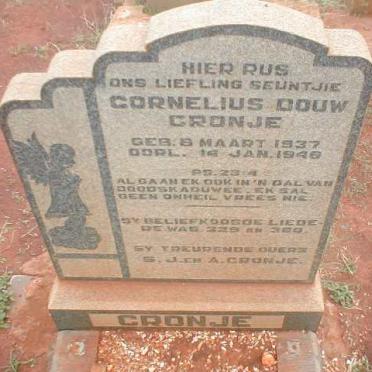 HIER RUS
ONS LIEFLING SEUNTJIE
CORNELIUS DOUW
CRONJE
GEB. 8 MAART 1937
OORL. 14 JAN. 1946
PS. 23:4
AL GAAN EK OOK IN 'N DAL VAN
DOODSKADUWEE, EK SAL
GEEN ONHEIL VREES NIE.
SY BELIEFKOOSDE LIEDE-
RE WAS 329 EN 380.
SY TREURENDE OUERS
S. J. EN A. CRONJE.
CRONJE